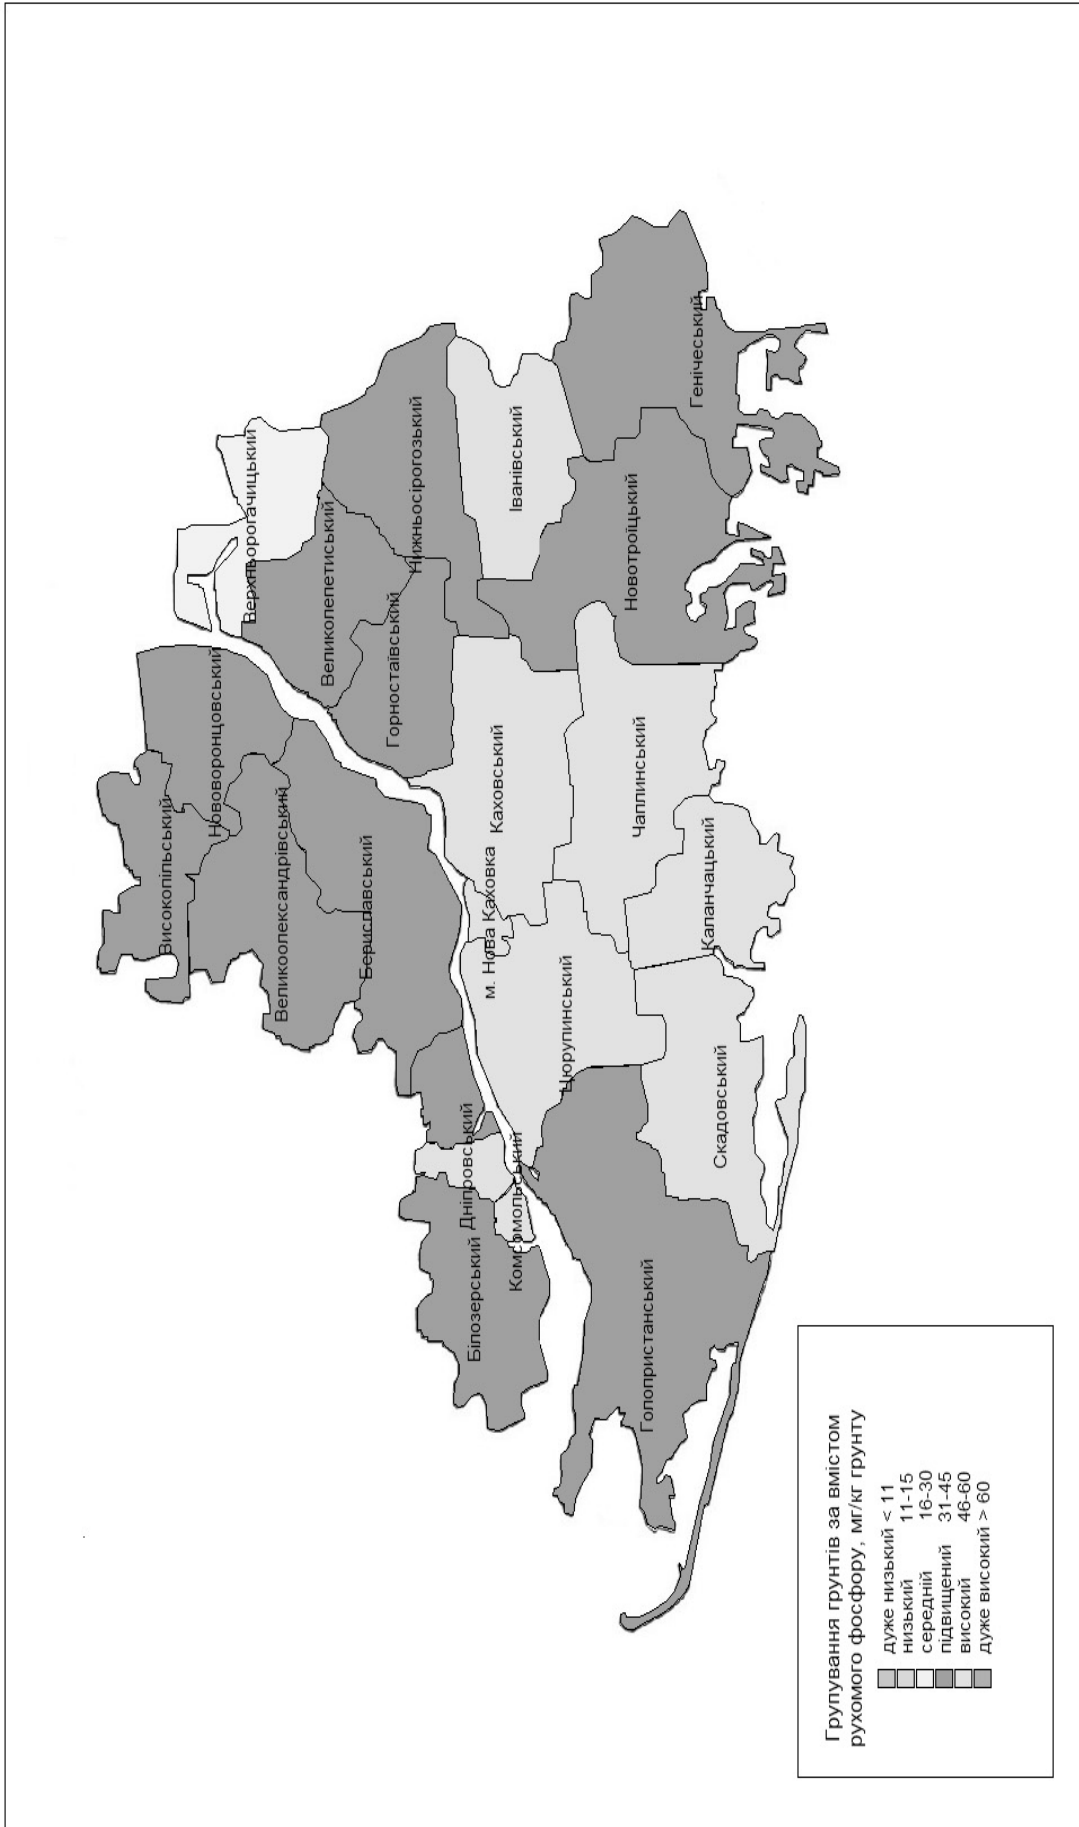 Високопільський
Нововоронцовський
Великоолександрівський
Бериславський
Верхньорогачицький
Великолепетиський
Горностаївський
Нижньосірогозький
Іванівський
Генічеський
Новотроїцький
Каховський
м. Нова Каховка
Чаплинський
Каланчацький
Цюрупинський
Скадовський
Дніпровський
Комсомольський
Білозерський
Голопристанський
Групування грунтів за вмістом
рухомого фосфору, мг/кг грунту
дуже низький < 11
низький 11-15
середній 16-30
підвищений 31-45
високий 46-60
дуже високий > 60